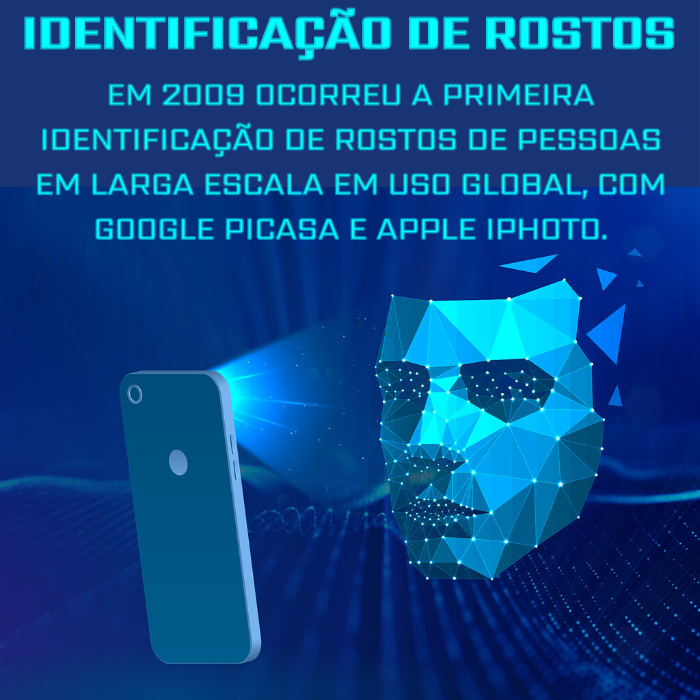 IDENTIFICAÇÃO DE ROSTOS
EM 2009 OCORREU A PRIMEIRA
IDENTIFICAÇÃO DE ROSTOS DE PESSOAS
EM LARGA ESCALA EM USO GLOBAL, COM
GOOGLE PICASA E APPLE IPHOTO.